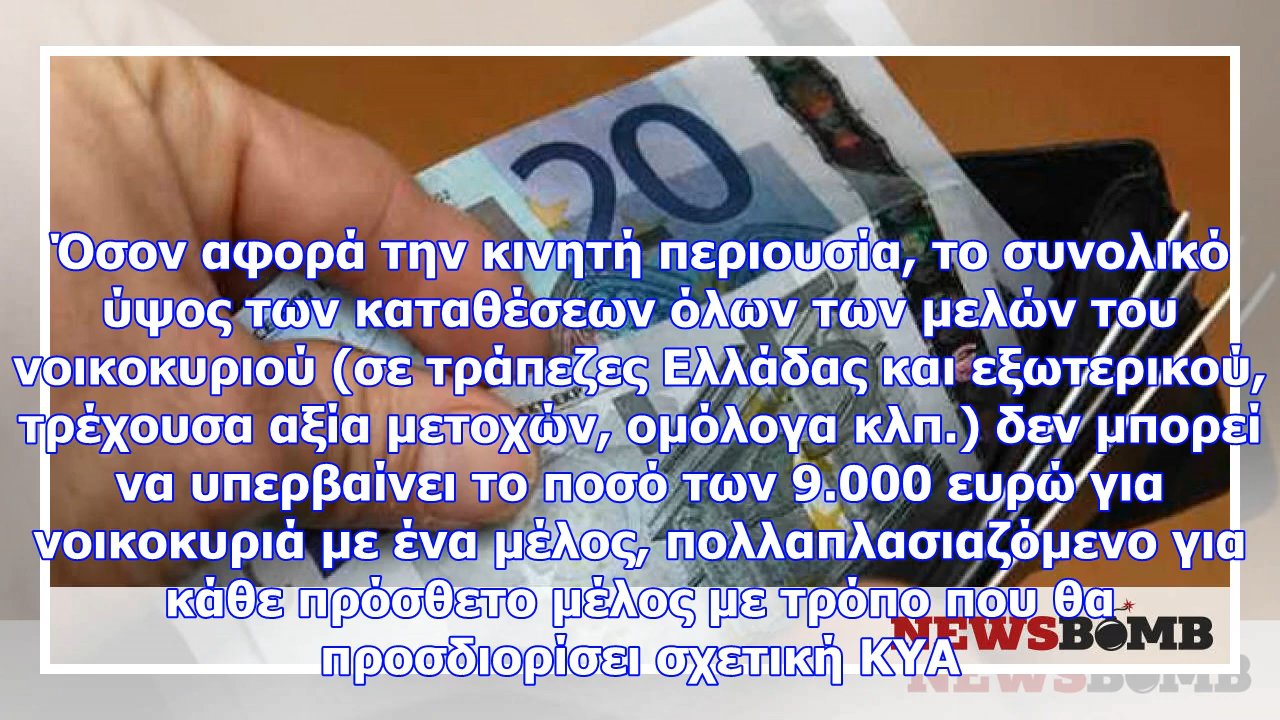 20
Όσον αφορά την κινητή περιουσία, το συνολικό
ύψος των καταθέσεων όλων των μελών του
νοικοκυριού (σε τράπεζες Ελλάδας και εξωτερικού,
τρέχουσα αξία μετοχών, ομόλογα κλπ.) δεν μπορεί
να υπερβαίνει το ποσό των 9.000 ευρώ για
νοικοκυριά με ένα μέλος, πολλαπλασιαζόμενο για
κάθε πρόσθετο μέλος με τρόπο που θα
προσδιορίσει σχετική ΚΥΑ
NEWSBOMB
NEWSBOMB